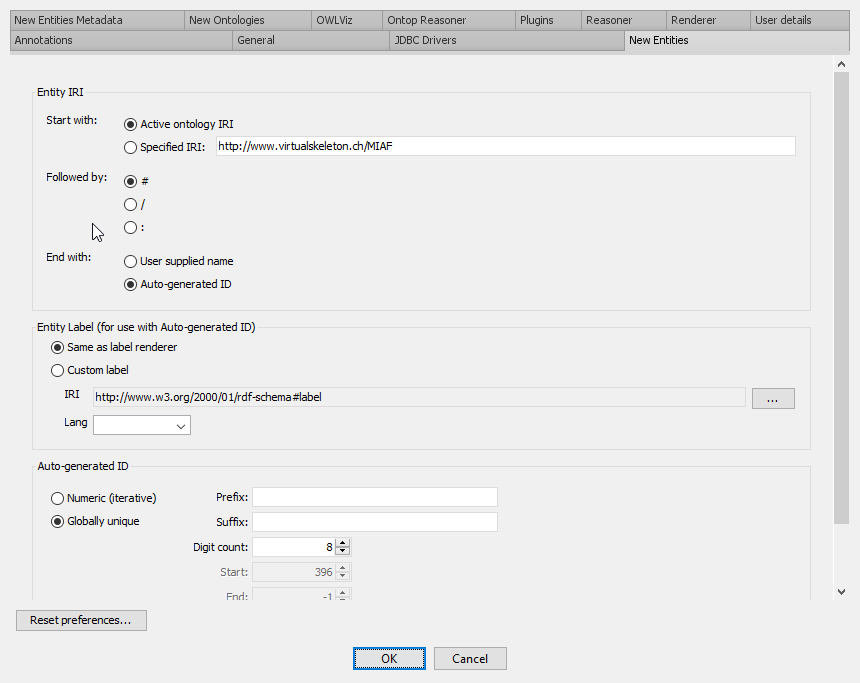 New Entities Metadata New Ontologies OWLViz Ontop Reasoner Plugins Reasoner Renderer User details
Annotations General JDBC Drivers New Entities
Entity IRI
Start with: Active ontology IRI
Specified IRI: http://www.virtualskeleton.ch/MIAF
Followed by: #
/
:
End with: User supplied name
Auto-generated ID
Entity Label (for use with Auto-generated ID)
Same as label renderer
Custom label
IRI http://www.w3.org/2000/01/rdf-schema#label ...
Lang
Auto-generated ID
Numeric (iterative) Prefix:
Globally unique Suffix:
Digit count: 8
Start: 396
End: -1
Reset preferences...
OK Cancel